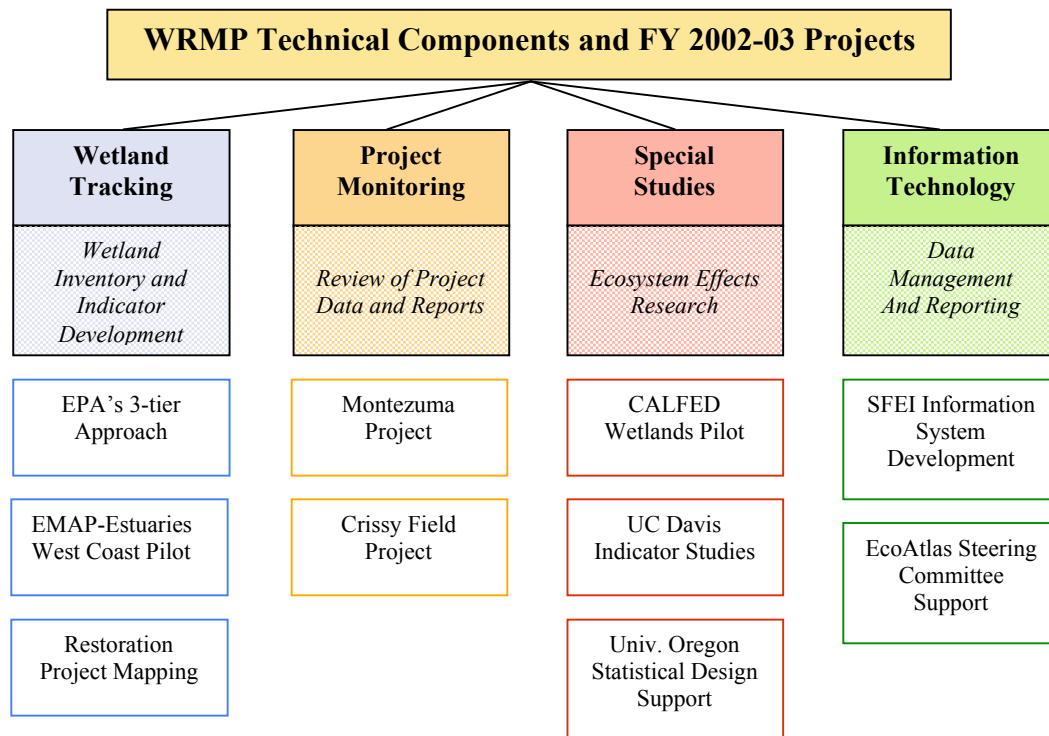 WRMP Technical Components and FY 2002-03 Projects
Wetland
Tracking
Wetland
Inventory and
Indicator
Development
EPA’s 3-tier
Approach
EMAP-Estuaries
West Coast Pilot
Restoration
Project Mapping
Project
Monitoring
Review of Project
Data and Reports
Montezuma
Project
Crissy Field
Project
Special
Studies
Ecosystem Effects
Research
CALFED
Wetlands Pilot
UC Davis
Indicator Studies
Univ. Oregon
Statistical Design
Support
Information
Technology
Data
Management
And Reporting
SFEI Information
System
Development
EcoAtlas Steering
Committee
Support